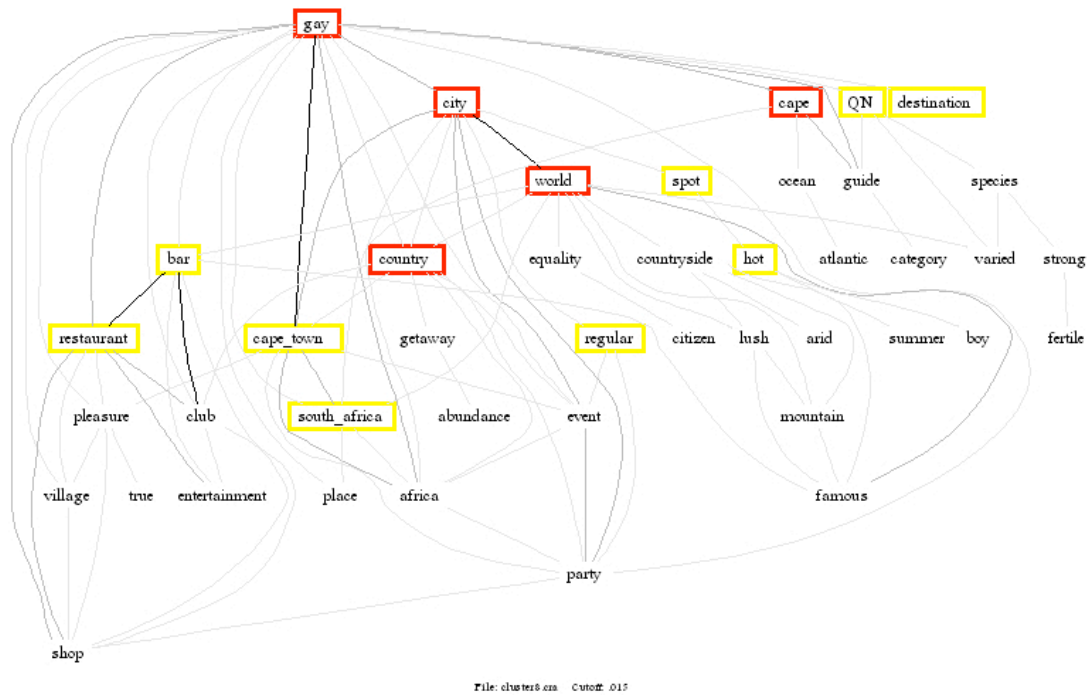 gay
city
cape
QN
destination
world
spot
ocean
guide
species
bar
country
equality
countryside
hot
atlantic
category
varied
strong
restaurant
cape_town
getaway
regular
citizen
lush
arid
summer
boy
fertile
pleasure
club
south_africa
abundance
event
mountain
village
true
entertainment
place
africa
famous
party
shop
File: cluster8.cra Cutoff: .015